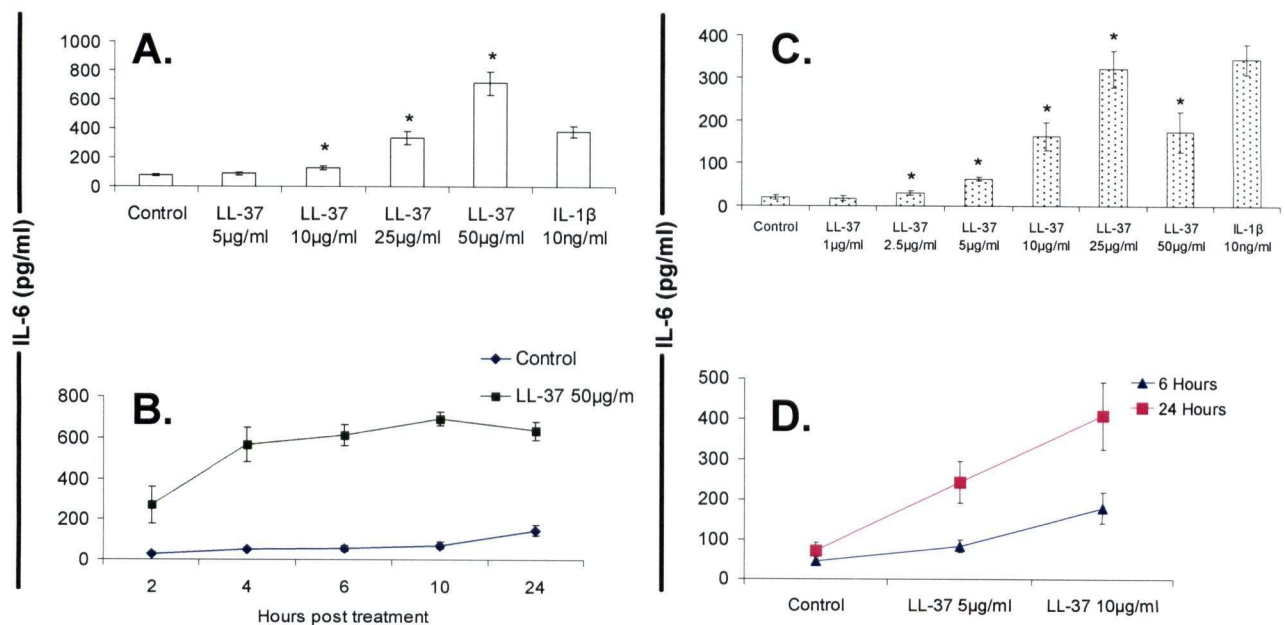 IL-6 (pg/ml)
A.
1000
800
600
400
200
0
* * *
Control
LL-37
5µg/ml
LL-37
10µg/ml
LL-37
25µg/ml
LL-37
50µg/ml
IL-1β
10ng/ml
B.
Control
LL-37 50µg/m
800
600
400
200
0
2 4 6 10 24
Hours post treatment
IL-6 (pg/ml)
C.
400
300
200
100
0
* * * * *
Control
LL-37
1µg/ml
LL-37
2.5µg/ml
LL-37
5µg/ml
LL-37
10µg/ml
LL-37
25µg/ml
LL-37
50µg/ml
IL-1β
10ng/ml
D.
6 Hours
24 Hours
500
400
300
200
100
0
Control LL-37 5µg/ml LL-37 10µg/ml